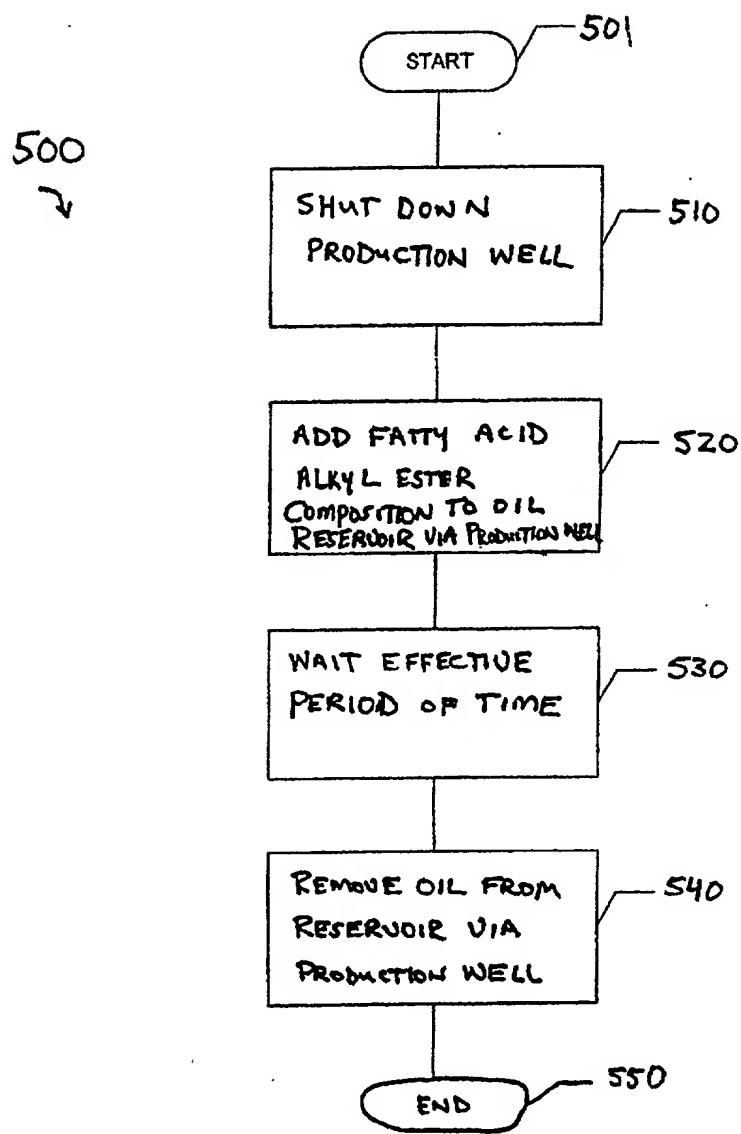 501
START
500
SHUT DOWN
PRODUCTION WELL
510
ADD FATTY ACID
ALKYL ESTER
COMPOSITION TO OIL
RESERVOIR VIA PRODUCTION WELL
520
WAIT EFFECTIVE
PERIOD OF TIME
530
REMOVE OIL FROM
RESERVOIR VIA
PRODUCTION WELL
540
END
550